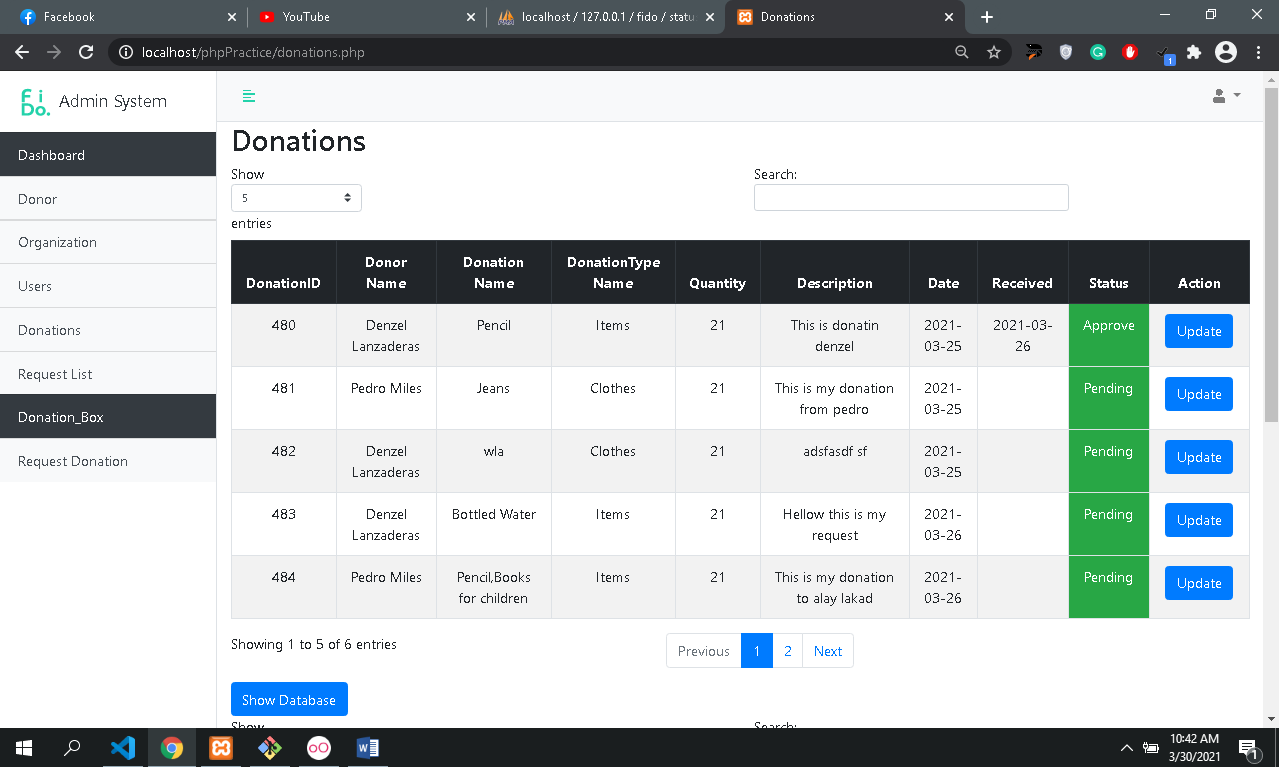 Facebook
YouTube
localhost / 127.0.0.1 / fido / statu
Donations
localhost/phpPractice/donations.php
1
Fi
Do.
Admin System
Dashboard
Donor
Organization
Users
Donations
Request List
Donation_Box
Request Donation
Donations
Show
Search:
5
entries
DonationID Donor Name Donation Name DonationType Name Quantity Description Date Received Status Action
480 Denzel Lanzaderas Pencil Items 21 This is donatin denzel 2021-03-25 2021-03-26 Approve Update
481 Pedro Miles Jeans Clothes 21 This is my donation from pedro 2021-03-25 Pending Update
482 Denzel Lanzaderas wla Clothes 21 adsfasdf sf 2021-03-25 Pending Update
483 Denzel Lanzaderas Bottled Water Items 21 Hellow this is my request 2021-03-26 Pending Update
484 Pedro Miles Pencil,Books for children Items 21 This is my donation to alay lakad 2021-03-26 Pending Update
Showing 1 to 5 of 6 entries
Previous 1 2 Next
Show Database
Show
Search:
10:42 AM
3/30/2021
1